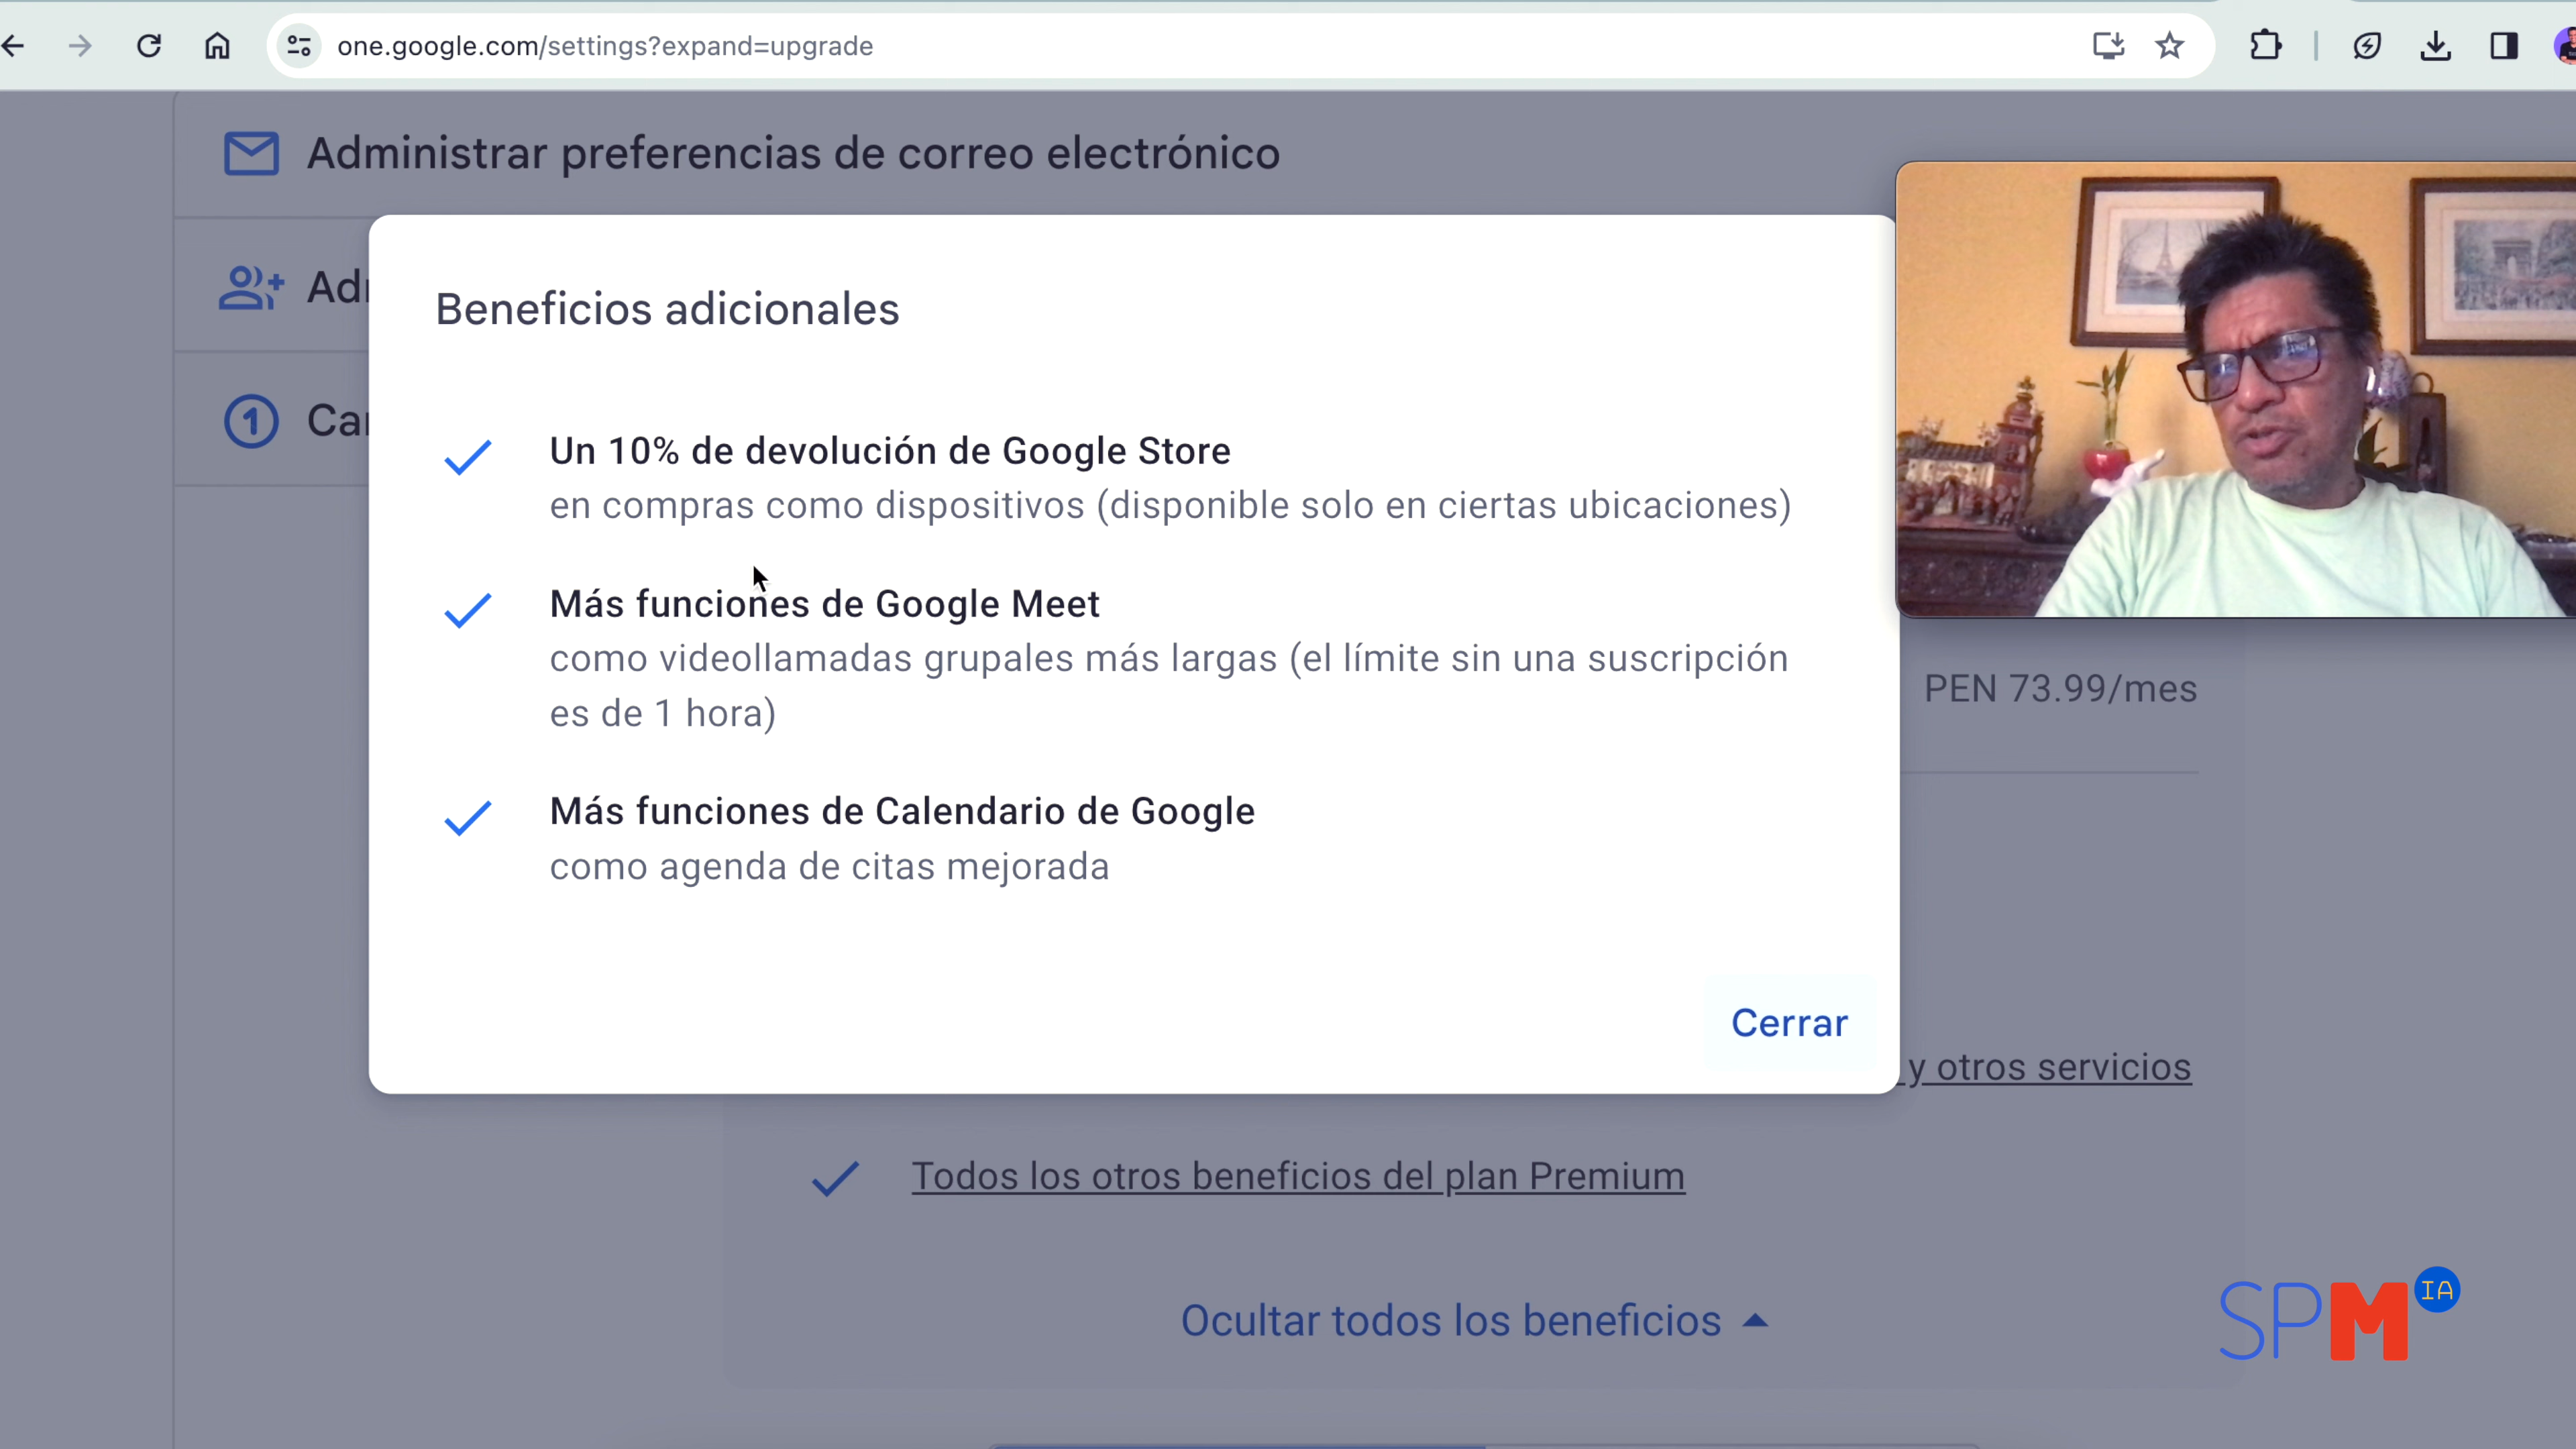 one.google.com/settings?expand=upgrade
Administrar preferencias de correo electrónico
Beneficios adicionales
Un 10% de devolución de Google Store
en compras como dispositivos (disponible solo en ciertas ubicaciones)
Más funciones de Google Meet
como videollamadas grupales más largas (el límite sin una suscripción
es de 1 hora)
PEN 73.99/mes
Más funciones de Calendario de Google
como agenda de citas mejorada
Cerrar
y otros servicios
Todos los otros beneficios del plan Premium
Ocultar todos los beneficios
SPM IA